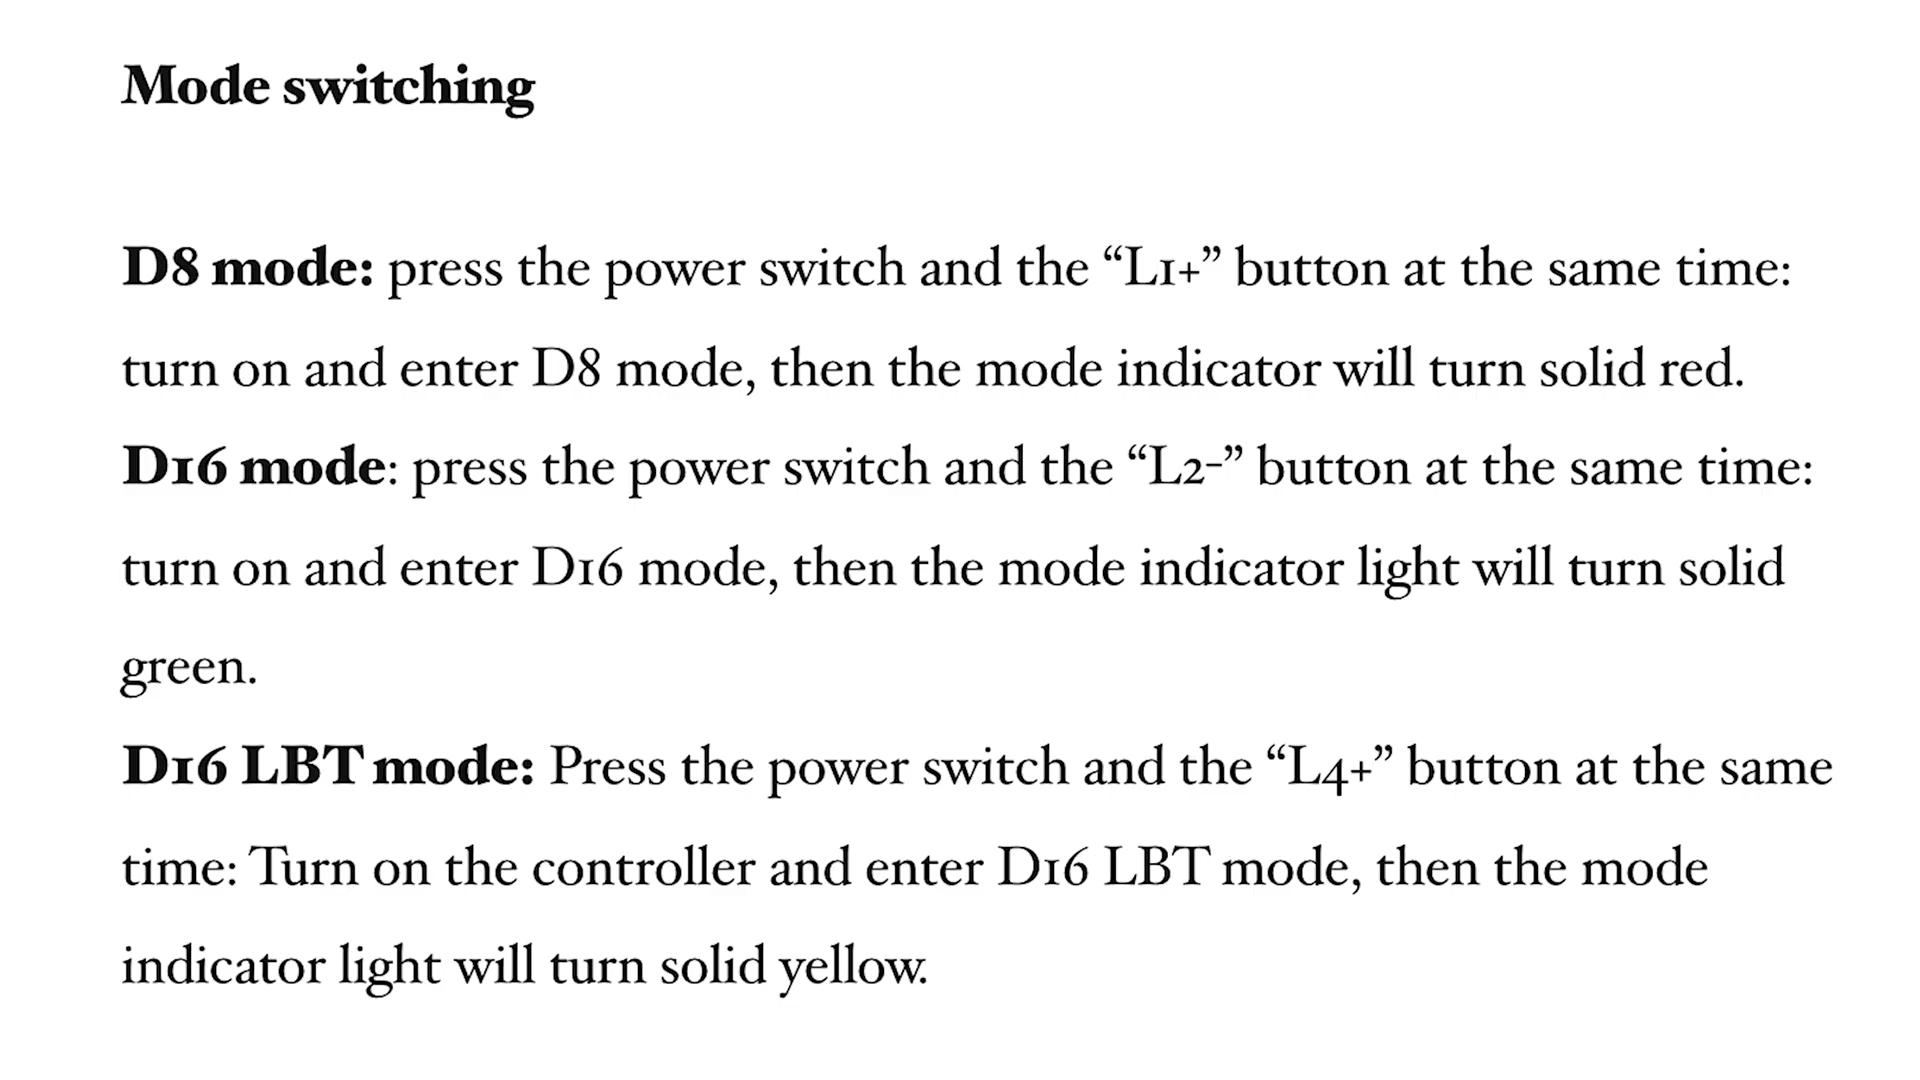 Mode switching
D8 mode: press the power switch and the “L1+” button at the same time:
turn on and enter D8 mode, then the mode indicator will turn solid red.
D16 mode: press the power switch and the “L2-” button at the same time:
turn on and enter D16 mode, then the mode indicator light will turn solid
green.
D16 LBT mode: Press the power switch and the “L4+” button at the same
time: Turn on the controller and enter D16 LBT mode, then the mode
indicator light will turn solid yellow.